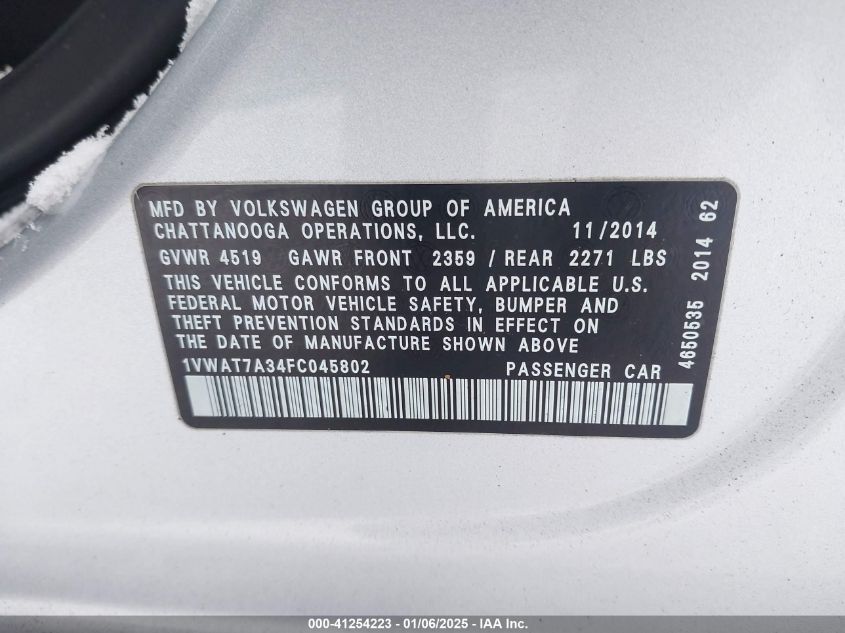 MFD BY VOLKSWAGEN GROUP OF AMERICA
CHATTANOOGA OPERATIONS, LLC. 11/2014
GVWR 4519 GAWR FRONT 2359 / REAR 2271 LBS
THIS VEHICLE CONFORMS TO ALL APPLICABLE U.S.
FEDERAL MOTOR VEHICLE SAFETY, BUMPER AND
THEFT PREVENTION STANDARDS IN EFFECT ON
THE DATE OF MANUFACTURE SHOWN ABOVE
1VWAT7A34FC045802 PASSENGER CAR
4650535 2014 62
000-41254223 - 01/06/2025 - IAA Inc.